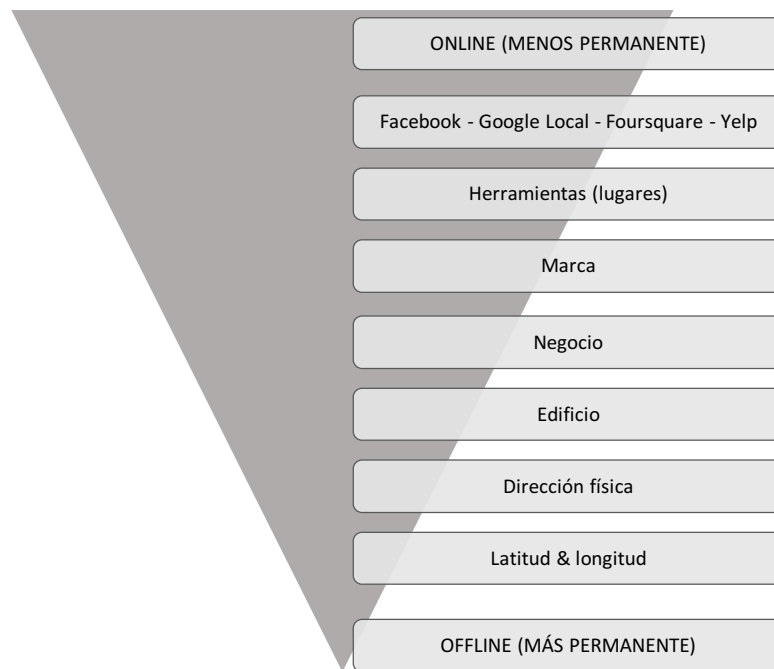 ONLINE (MENOS PERMANENTE)
Facebook - Google Local - Foursquare - Yelp
Herramientas (lugares)
Marca
Negocio
Edificio
Dirección física
Latitud & longitud
OFFLINE (MÁS PERMANENTE)